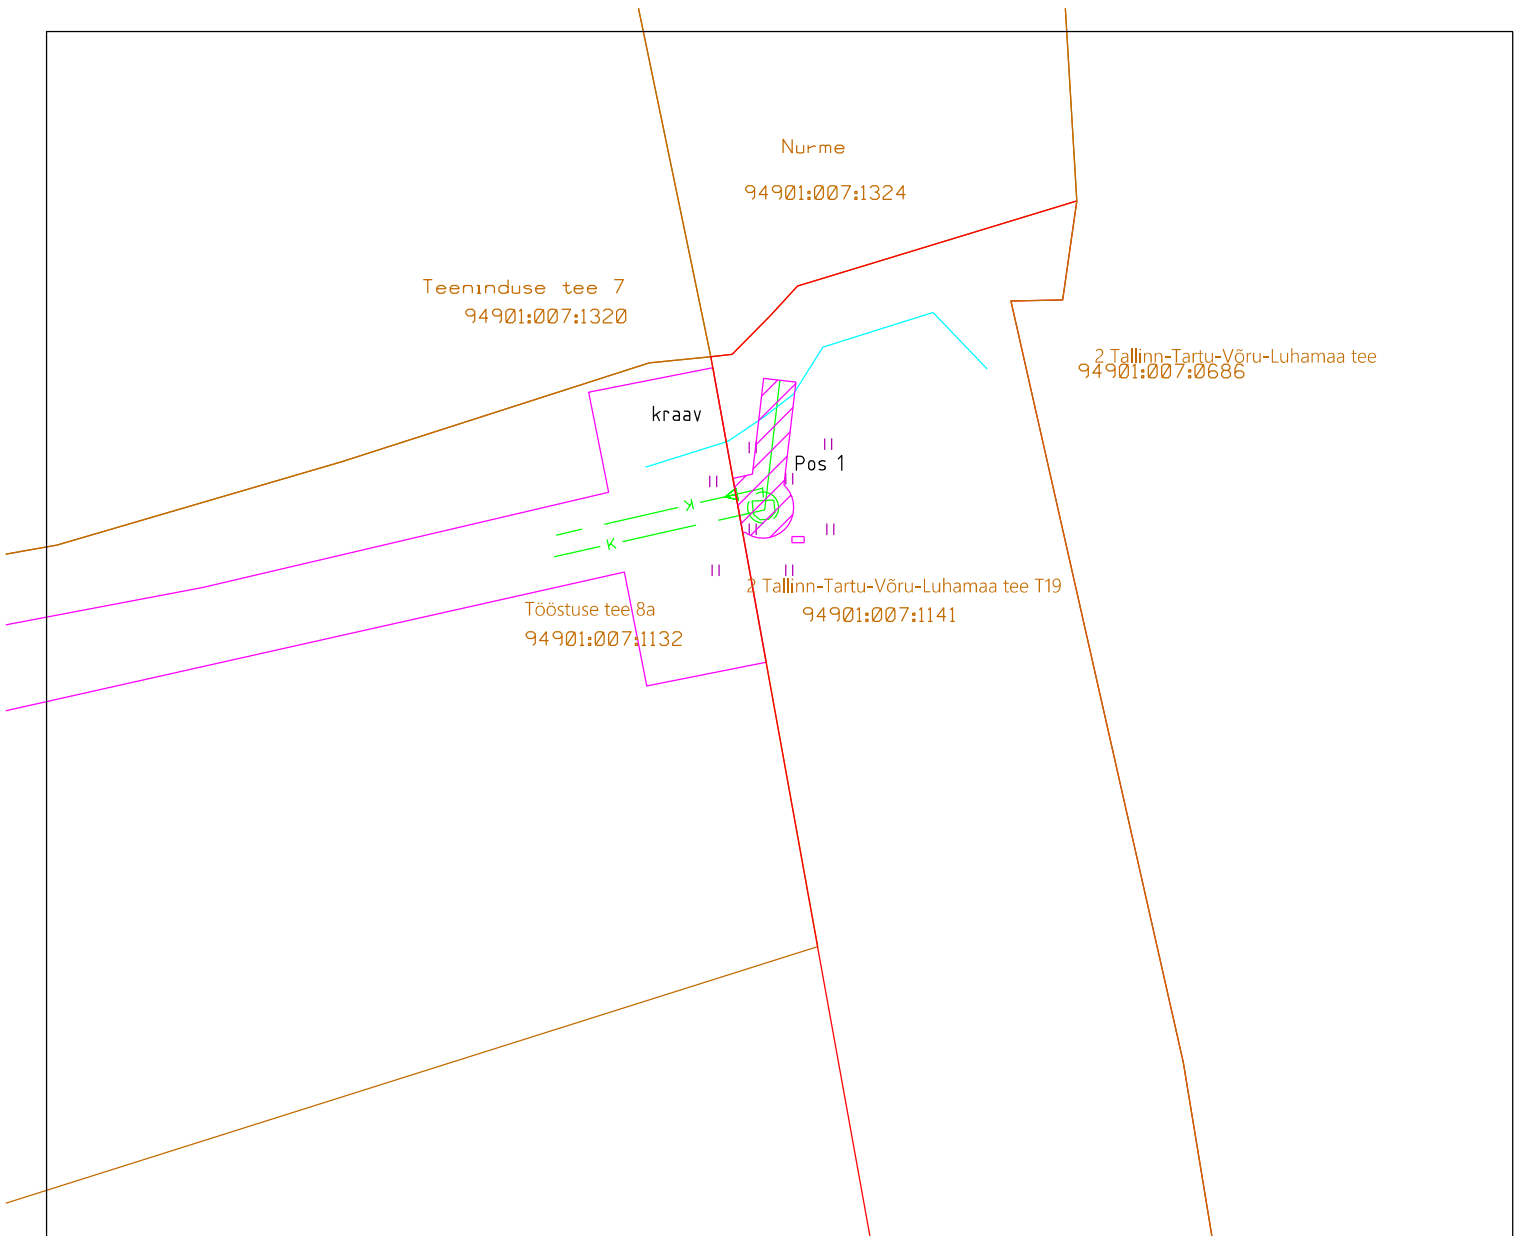 Nurme
94901:007:1324
Teeninduse tee 7
94901:007:1320
2 Tallinn-Tartu-Võru-Luhamaa tee
94901:007:0686
kraav
Pos 1
K
K
2 Tallinn-Tartu-Võru-Luhamaa tee T19
94901:007:1141
Tööstuse tee 8a
94901:007:1132